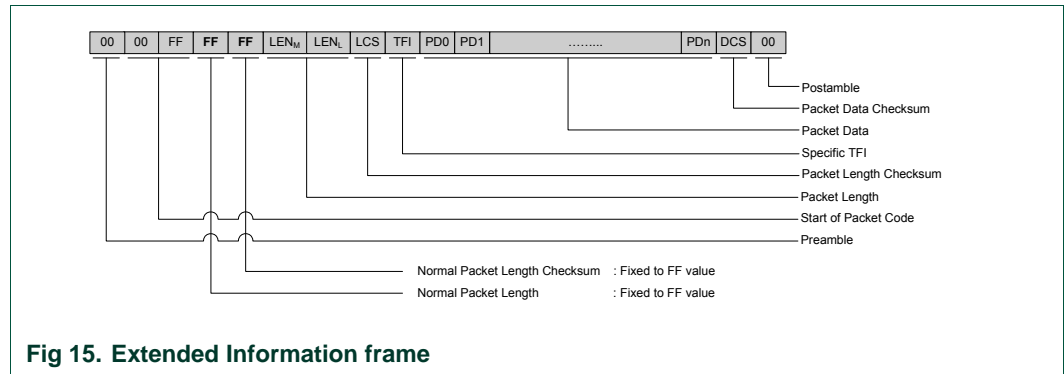 00 00 FF FF FF LENM LENL LCS TFI PD0 PD1 ......... PDn DCS 00
Postamble
Packet Data Checksum
Packet Data
Specific TFI
Packet Length Checksum
Packet Length
Start of Packet Code
Preamble
Normal Packet Length Checksum : Fixed to FF value
Normal Packet Length : Fixed to FF value
Fig 15. Extended Information frame